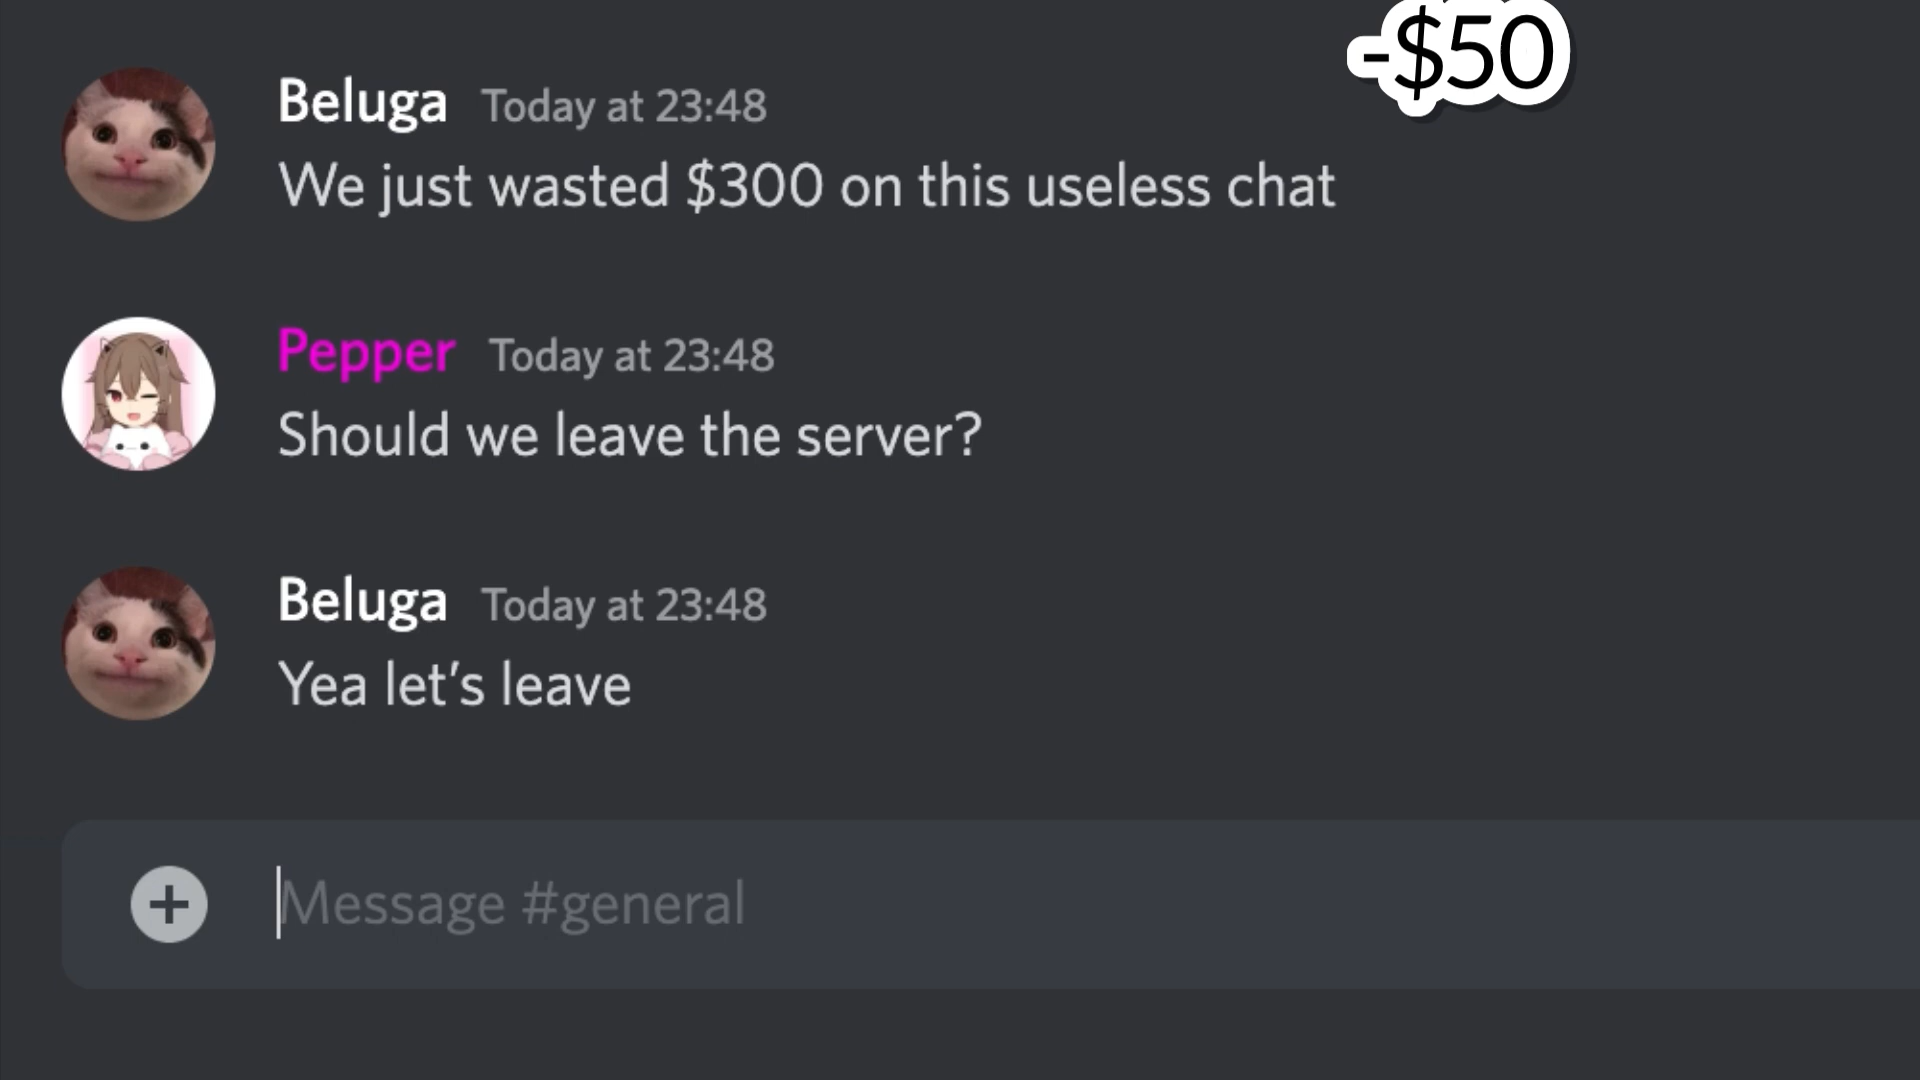 -$50
Beluga Today at 23:48
We just wasted $300 on this useless chat
Pepper Today at 23:48
Should we leave the server?
Beluga Today at 23:48
Yea let’s leave
Message #general